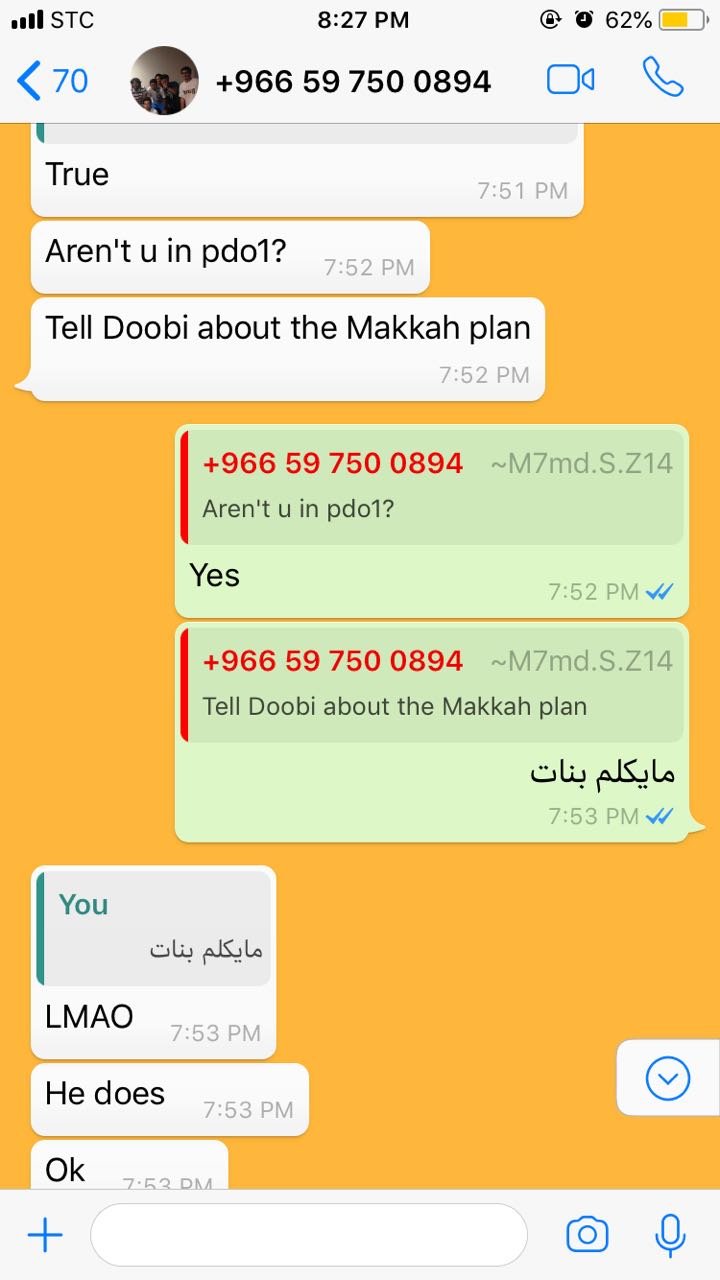 STC 8:27 PM 62%
70 +966 59 750 0894
True
7:51 PM
Aren't u in pdo1?
7:52 PM
Tell Doobi about the Makkah plan
7:52 PM
+966 59 750 0894 ~M7md.S.Z14
Aren't u in pdo1?
Yes
7:52 PM
+966 59 750 0894 ~M7md.S.Z14
Tell Doobi about the Makkah plan
مايكلم بنات
7:53 PM
You
مايكلم بنات
LMAO
7:53 PM
He does
7:53 PM
Ok
7:53 PM